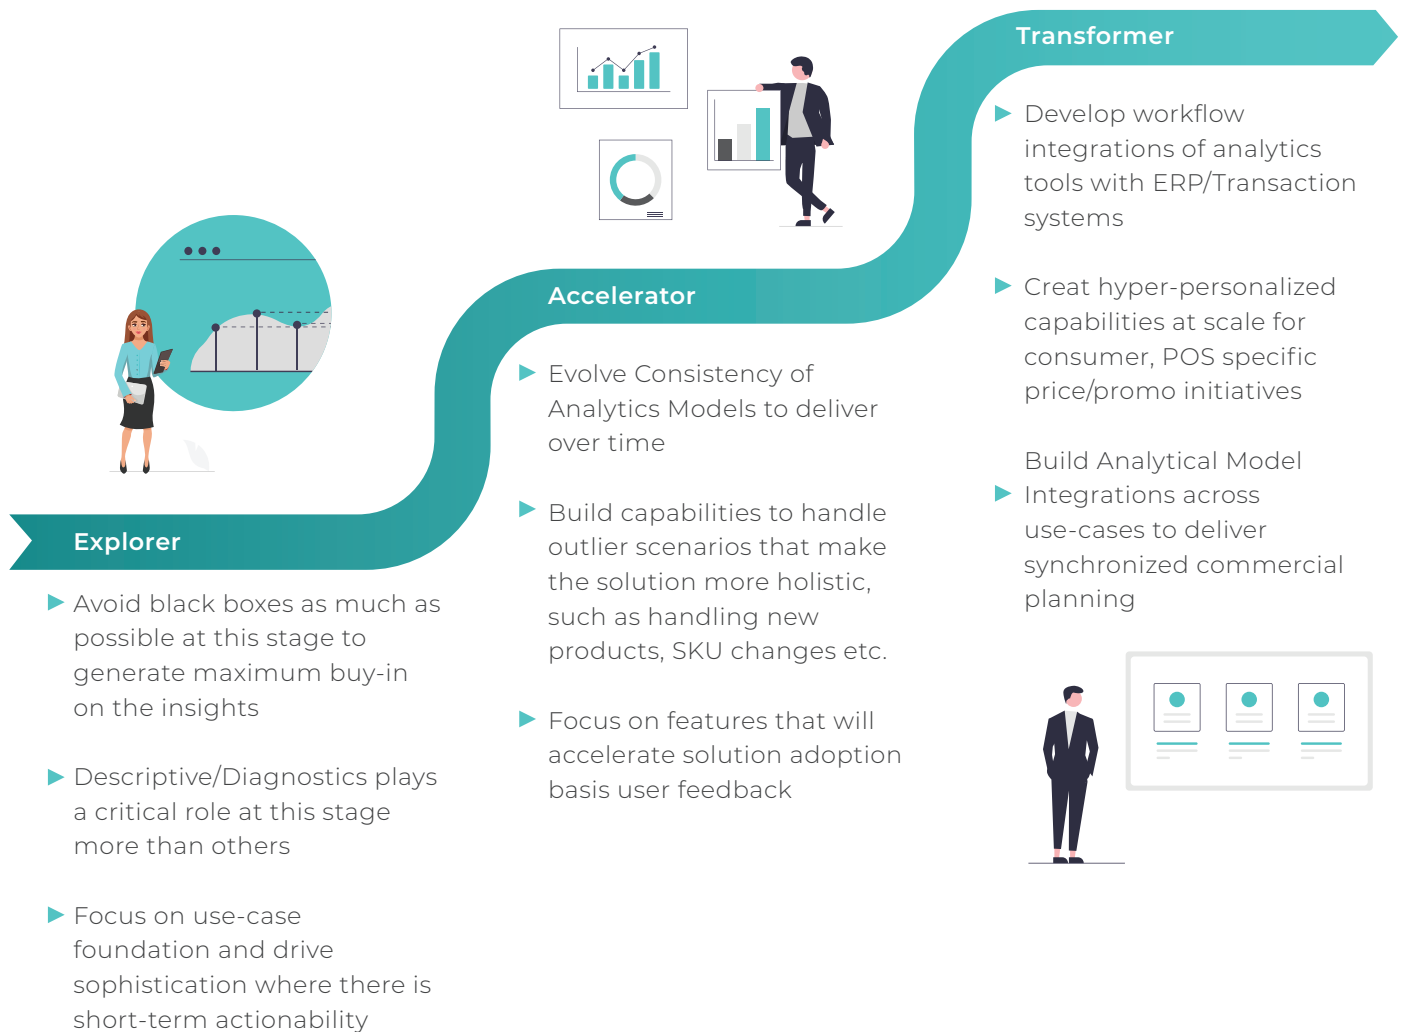 Transformer
Develop workflow
integrations of analytics
tools with ERP/Transaction
systems
Creat hyper-personalized
capabilities at scale for
consumer, POS specific
price/promo initiatives
Build Analytical Model
Integrations across
use-cases to deliver
synchronized commercial
planning
Accelerator
Evolve Consistency of
Analytics Models to deliver
over time
Build capabilities to handle
outlier scenarios that make
the solution more holistic,
such as handling new
products, SKU changes etc.
Focus on features that will
accelerate solution adoption
basis user feedback
Explorer
Avoid black boxes as much as
possible at this stage to
generate maximum buy-in
on the insights
Descriptive/Diagnostics plays
a critical role at this stage
more than others
Focus on use-case
foundation and drive
sophistication where there is
short-term actionability